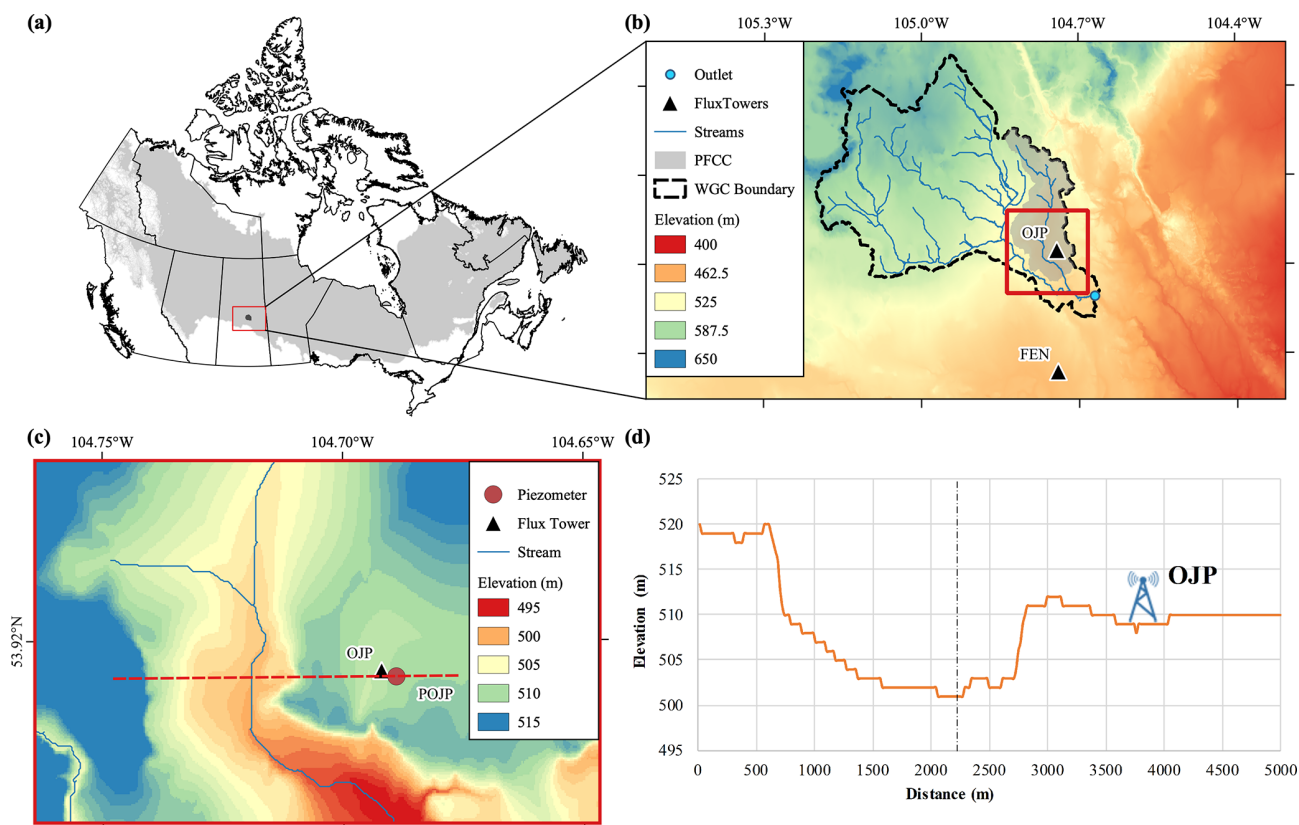 (a)
(b)
105.3°W
105.0°W
104.7°W
104.4°W
Outlet
FluxTowers
Streams
PFCC
WGC Boundary
Elevation (m)
400
462.5
525
587.5
650
OJP
FEN
(c)
104.75°W
104.70°W
104.65°W
53.92°N
Piezometer
Flux Tower
Stream
Elevation (m)
495
500
505
510
515
OJP
POJP
(d)
525
520
515
510
505
500
495
Elevation (m)
OJP
0 500 1000 1500 2000 2500 3000 3500 4000 4500 5000
Distance (m)